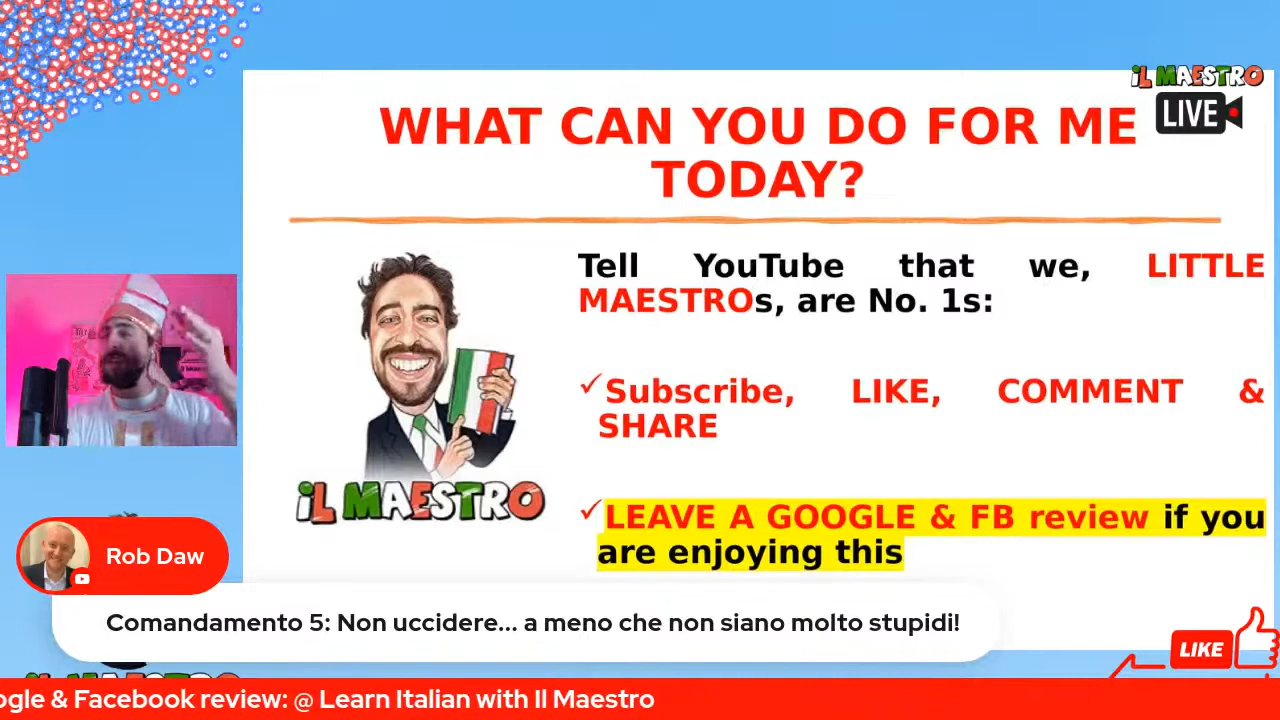 iL MAESTRO
LIVE
WHAT CAN YOU DO FOR ME
TODAY?
Tell YouTube that we, LITTLE
MAESTROs, are No. 1s:
✓Subscribe, LIKE, COMMENT &
SHARE
✓LEAVE A GOOGLE & FB review if you
are enjoying this
iL MAESTRO
Rob Daw
Comandamento 5: Non uccidere... a meno che non siano molto stupidi!
LIKE
ogle & Facebook review: @ Learn Italian with Il Maestro